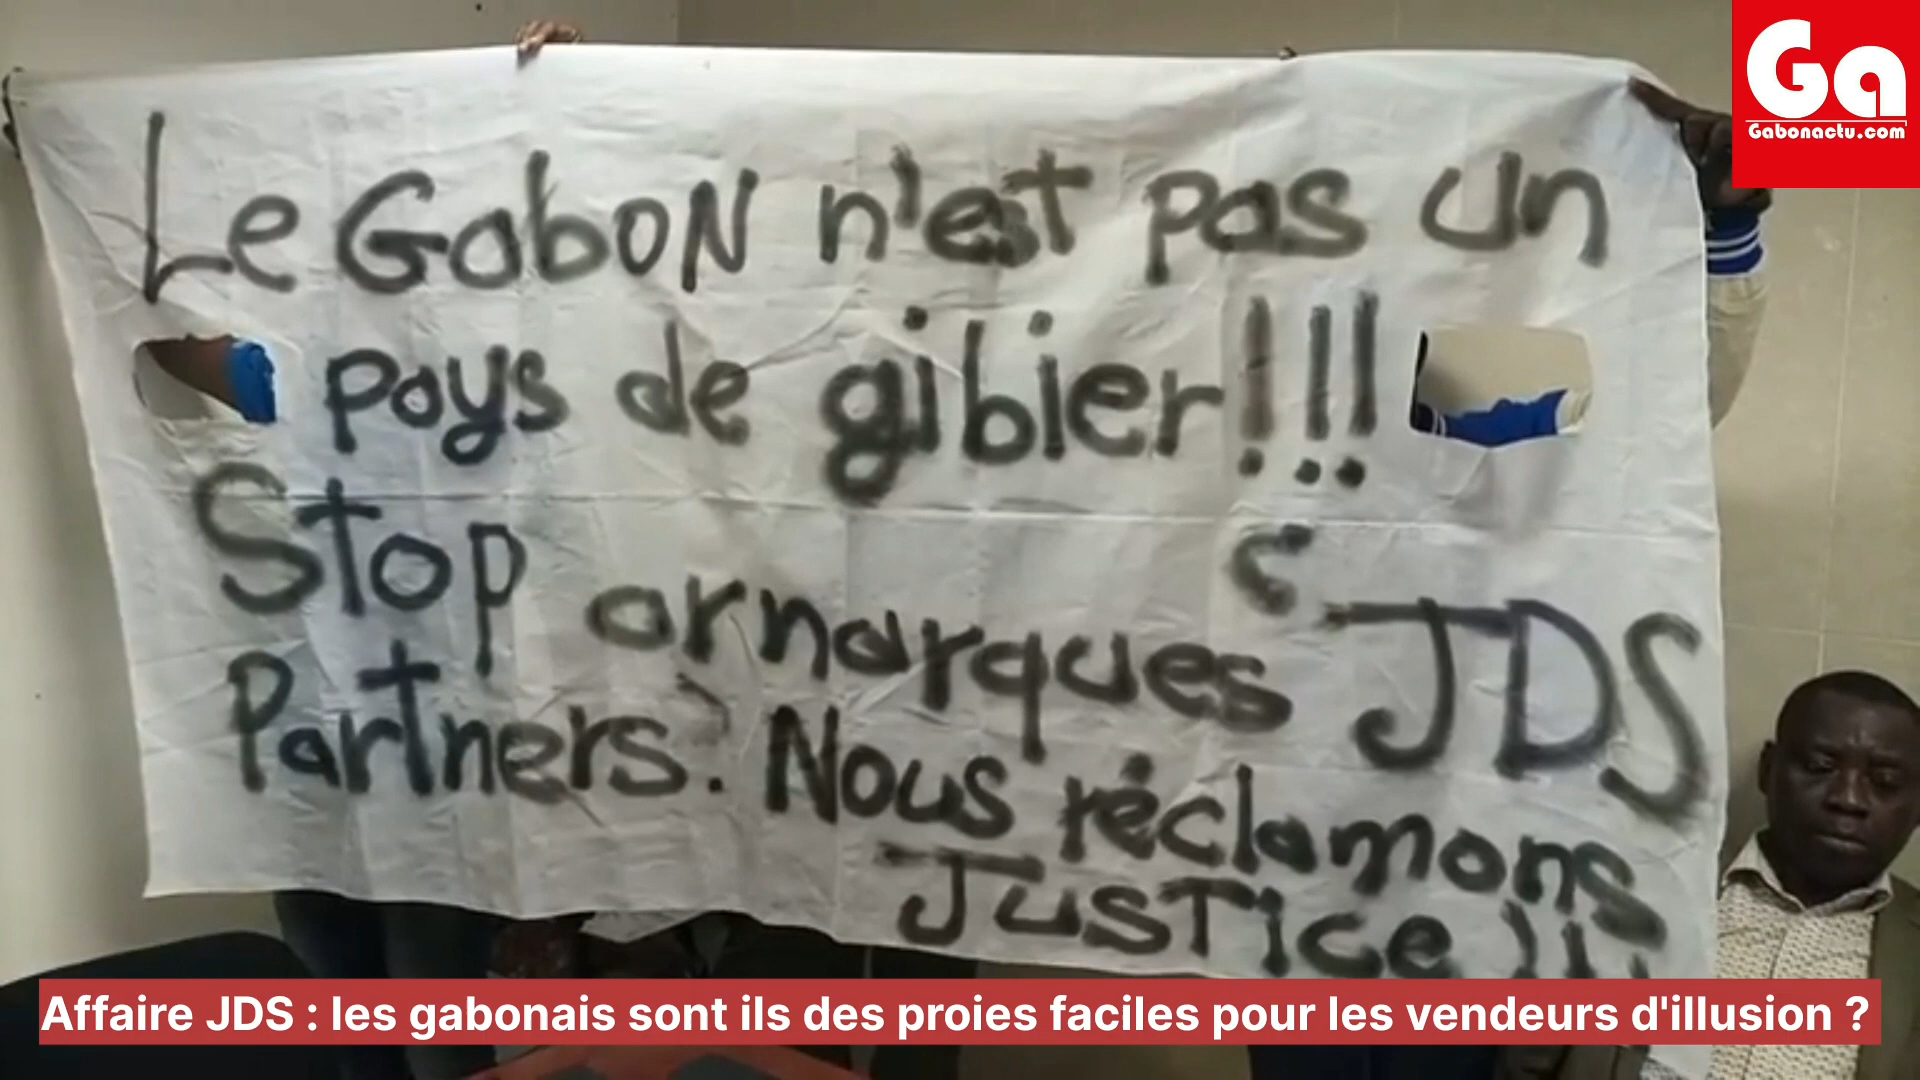 Ga
Gabonactu.com
Le GaboN n'est pas un
pays de gibier!!!
Stop arnarques JDS
Partners. Nous réclamons
JUSTice !!!
Affaire JDS : les gabonais sont ils des proies faciles pour les vendeurs d'illusion ?